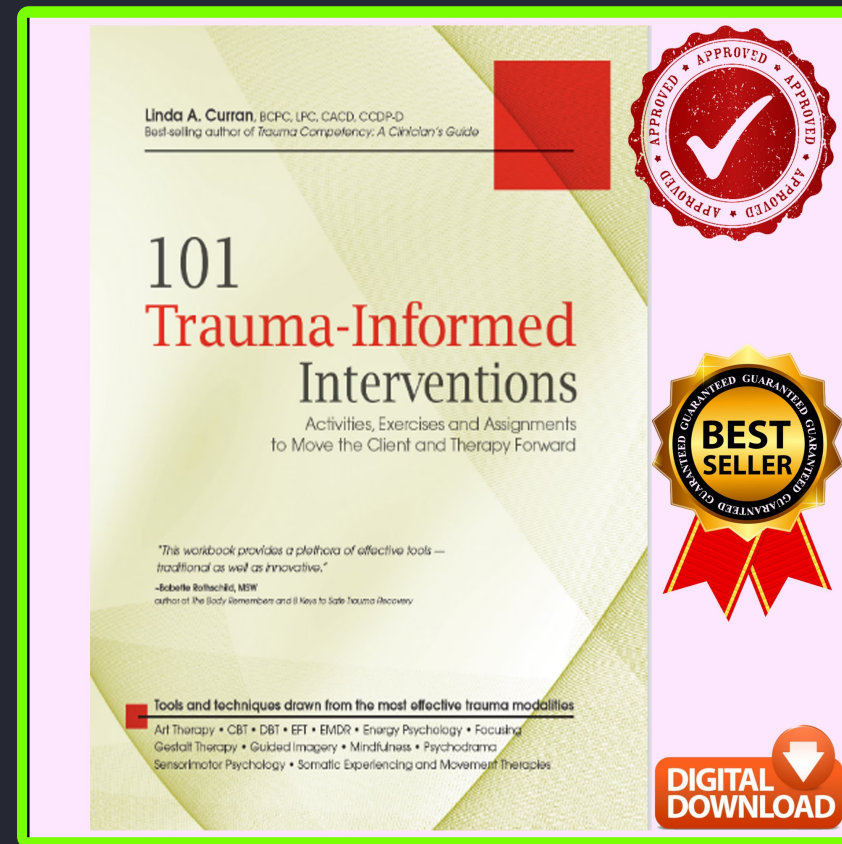 Linda A. Curran, BCPC, LPC, CACD, CCDP-D
Best-selling author of Trauma Competency: A Clinician's Guide
101
Trauma-Informed
Interventions
Activities, Exercises and Assignments
to Move the Client and Therapy Forward
"This workbook provides a plethora of effective tools —
traditional as well as innovative."
–Babette Rothschild, MSW
author of The Body Remembers and 8 Keys to Safe Trauma Recovery
Tools and techniques drawn from the most effective trauma modalities
Art Therapy • CBT • DBT • EFT • EMDR • Energy Psychology • Focusing
Gestalt Therapy • Guided Imagery • Mindfulness • Psychodrama
Sensorimotor Psychology • Somatic Experiencing and Movement Therapies
APPROVED ★ APPROVED ★ APPROVED ★ APPROVED ★ APPROVED ★ APPROVED
GUARANTEED GUARANTEED GUARANTEED GUARANTEED
BEST
SELLER
DIGITAL
DOWNLOAD